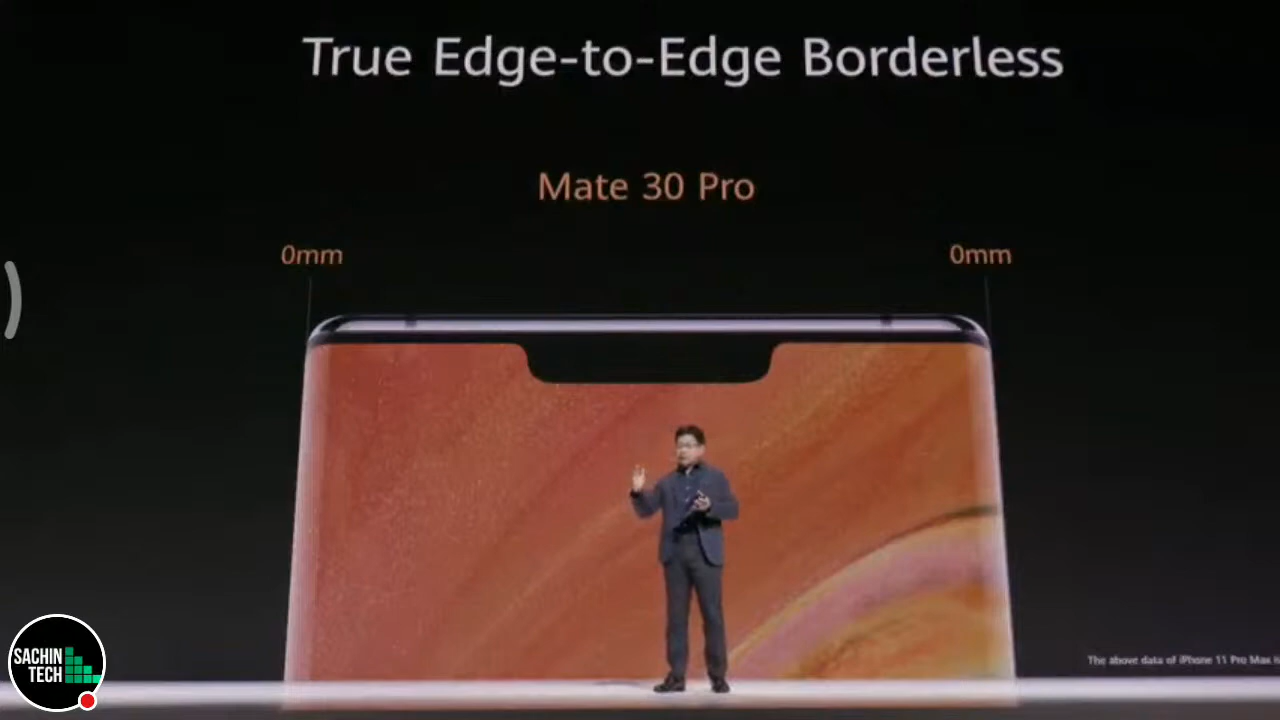 True Edge-to-Edge Borderless
Mate 30 Pro
0mm 0mm
SACHIN
TECH
The above data of iPhone 11 Pro Max is